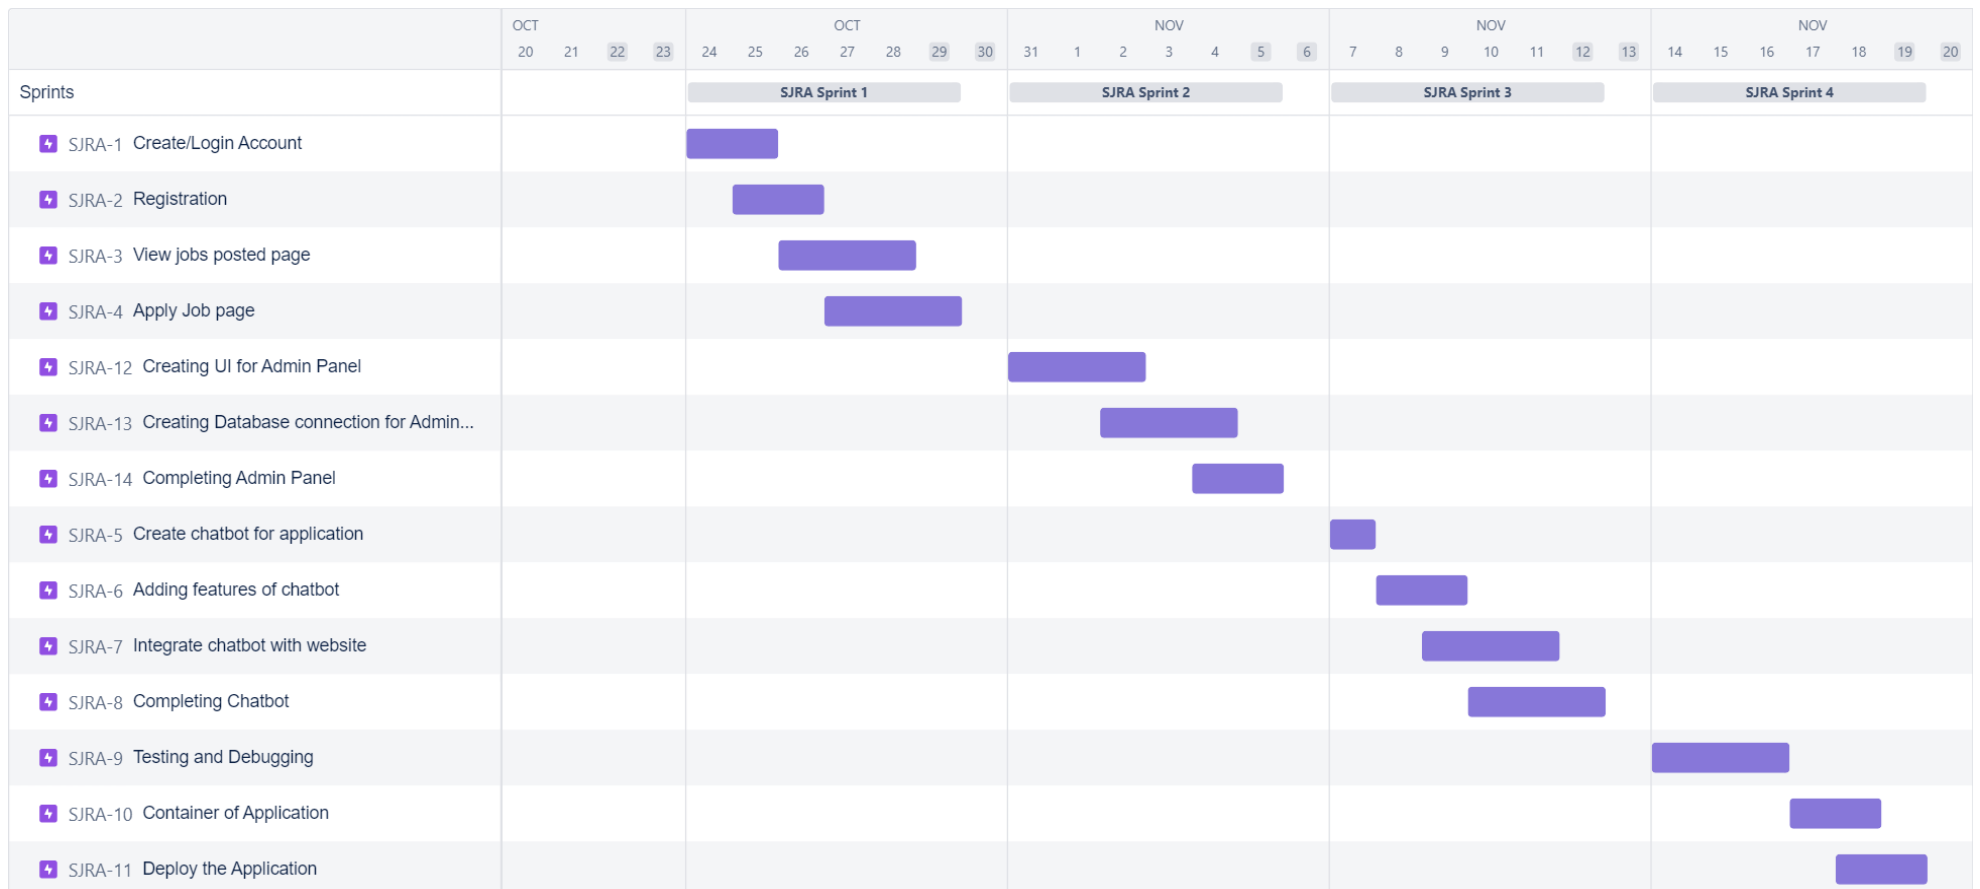 OCT OCT NOV NOV NOV
20 21 22 23 24 25 26 27 28 29 30 31 1 2 3 4 5 6 7 8 9 10 11 12 13 14 15 16 17 18 19 20
Sprints SJRA Sprint 1 SJRA Sprint 2 SJRA Sprint 3 SJRA Sprint 4
SJRA-1 Create/Login Account
SJRA-2 Registration
SJRA-3 View jobs posted page
SJRA-4 Apply Job page
SJRA-12 Creating UI for Admin Panel
SJRA-13 Creating Database connection for Admin...
SJRA-14 Completing Admin Panel
SJRA-5 Create chatbot for application
SJRA-6 Adding features of chatbot
SJRA-7 Integrate chatbot with website
SJRA-8 Completing Chatbot
SJRA-9 Testing and Debugging
SJRA-10 Container of Application
SJRA-11 Deploy the Application